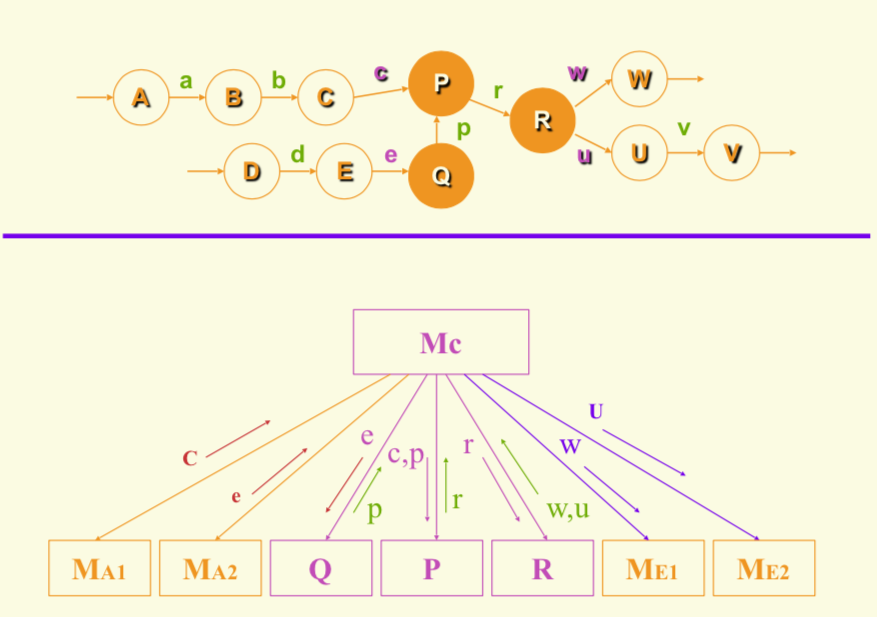 c w
a b P r W
A B C
R
p v
d e u U V
D E Q
Mc
U
C e c,p r w
e p r w,u
MA1 MA2 Q P R ME1 ME2